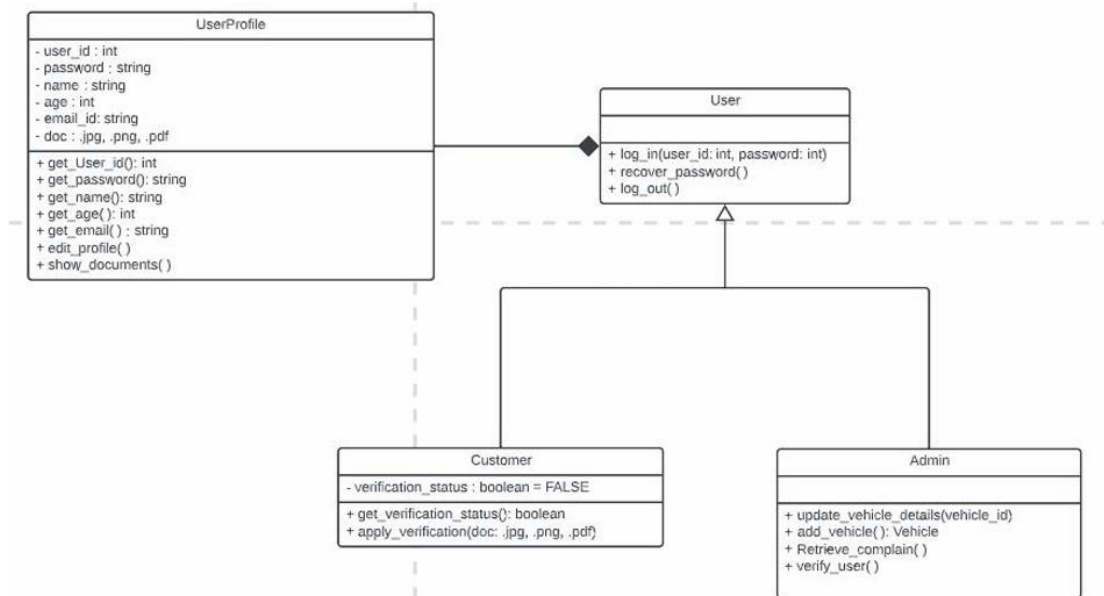 UserProfile
- user_id : int
- password : string
- name : string
- age : int
- email_id: string
- doc : .jpg, .png, .pdf
+ get_User_id(): int
+ get_password(): string
+ get_name(): string
+ get_age( ): int
+ get_email( ) : string
+ edit_profile( )
+ show_documents( )
User
+ log_in(user_id: int, password: int)
+ recover_password( )
+ log_out( )
Customer
- verification_status : boolean = FALSE
+ get_verification_status(): boolean
+ apply_verification(doc: .jpg, .png, .pdf)
Admin
+ update_vehicle_details(vehicle_id)
+ add_vehicle( ): Vehicle
+ Retrieve_complain( )
+ verify_user( )